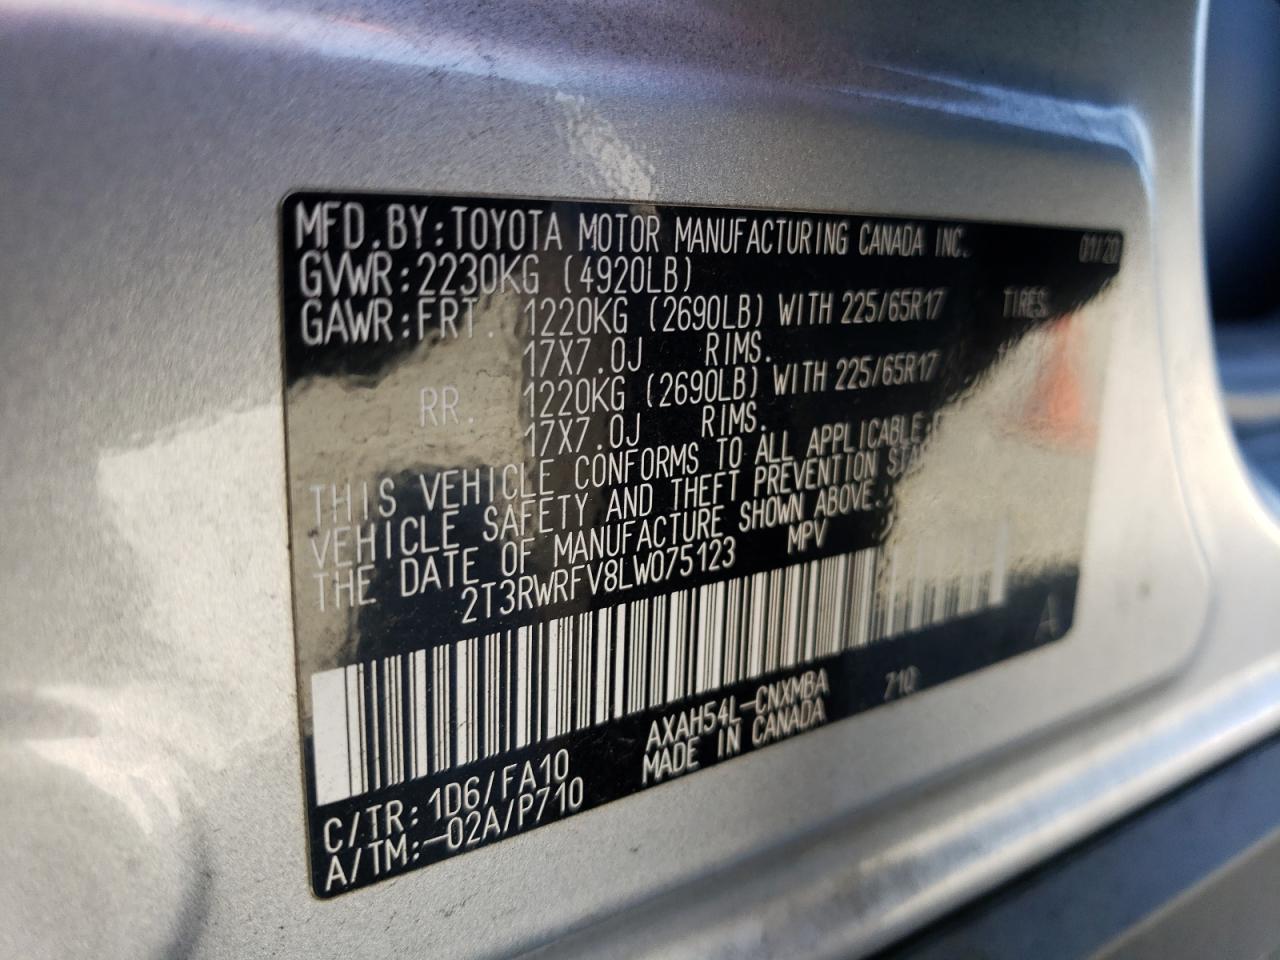 MFD.BY:TOYOTA MOTOR MANUFACTURING CANADA INC. 01/20
GVWR:2230KG (4920LB)
GAWR:FRT. 1220KG (2690LB) WITH 225/65R17 TIRES,
17X7.0J RIMS.
RR. 1220KG (2690LB) WITH 225/65R17
17X7.0J RIMS.
THIS VEHICLE CONFORMS TO ALL APPLICABLE
VEHICLE SAFETY AND THEFT PREVENTION
THE DATE OF MANUFACTURE SHOWN ABOVE.
2T3RWRFV8LW075123 MPV
A
C/TR:1D6/FA10 AXAH54L-CNXMBA 710
A/TM:-02A/P710 MADE IN CANADA